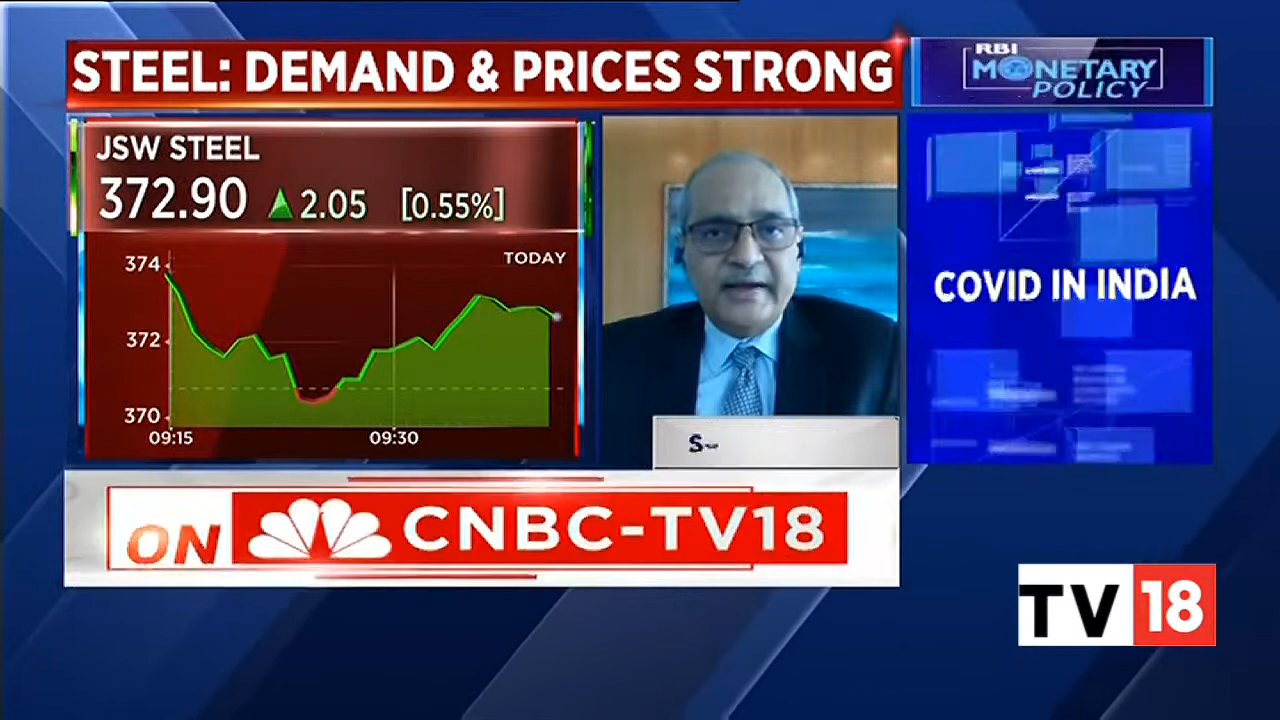 STEEL: DEMAND & PRICES STRONG
RBI
MONETARY
POLICY
JSW STEEL
372.90 ▲ 2.05 [0.55%]
TODAY
374
372
370
09:15 09:30
COVID IN INDIA
S
ON CNBC-TV18
TV18